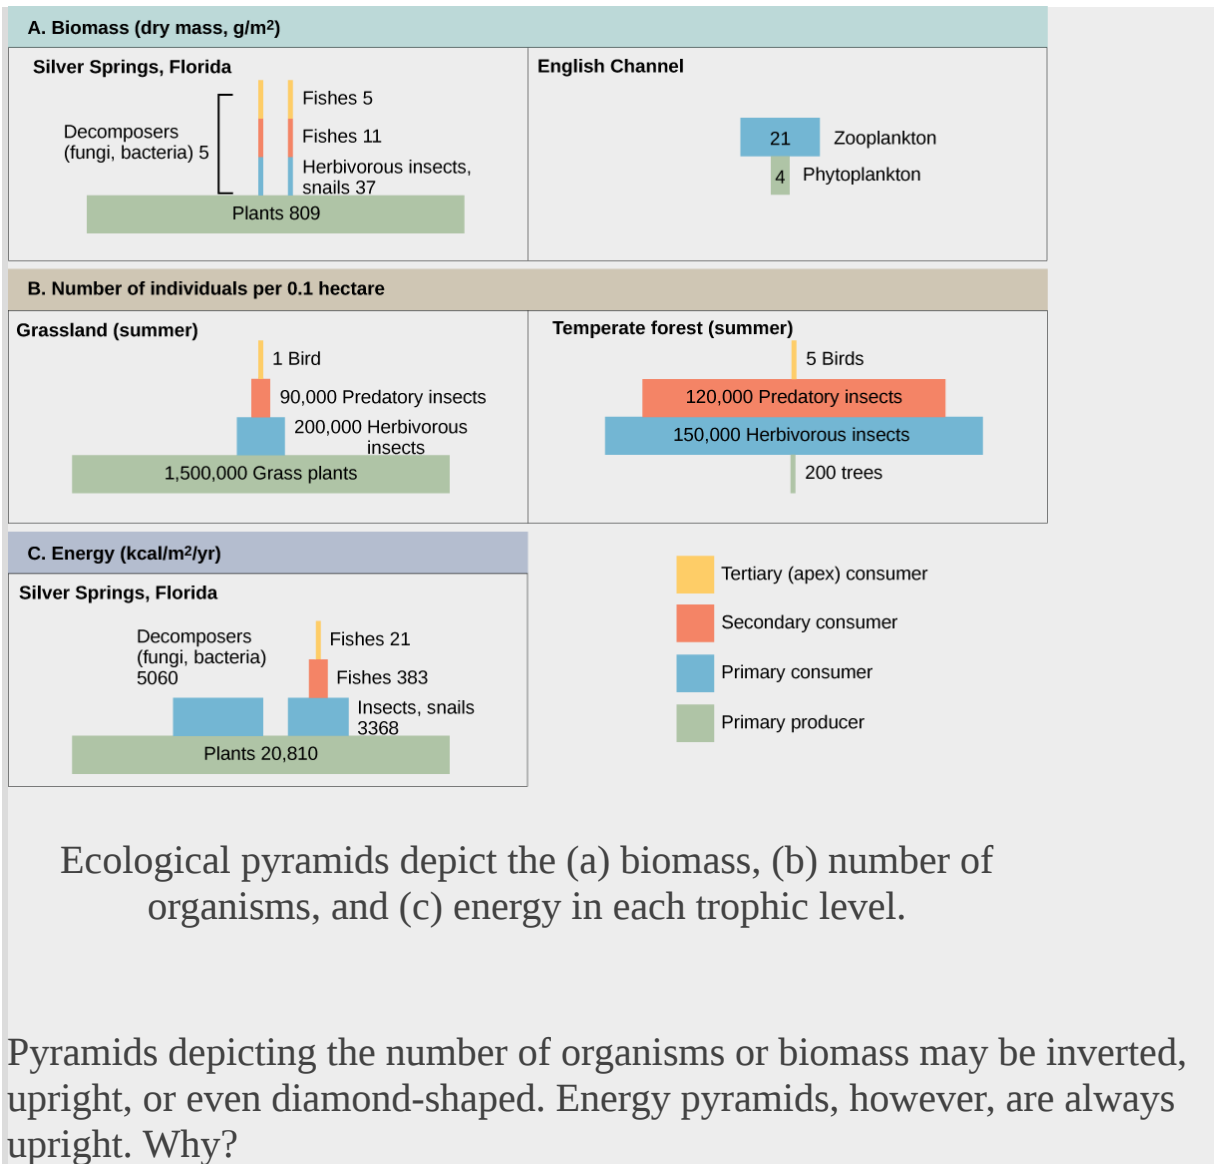 A. Biomass (dry mass, g/m2)
Silver Springs, Florida
Fishes 5
Decomposers
(fungi, bacteria) 5
Fishes 11
Herbivorous insects,
snails 37
Plants 809
English Channel
21
Zooplankton
4
Phytoplankton
B. Number of individuals per 0.1 hectare
Grassland (summer)
1 Bird
90,000 Predatory insects
200,000 Herbivorous
insects
1,500,000 Grass plants
Temperate forest (summer)
5 Birds
120,000 Predatory insects
150,000 Herbivorous insects
200 trees
C. Energy (kcal/m2/yr)
Silver Springs, Florida
Decomposers
(fungi, bacteria)
5060
Fishes 21
Fishes 383
Insects, snails
3368
Plants 20,810
Tertiary (apex) consumer
Secondary consumer
Primary consumer
Primary producer
Ecological pyramids depict the (a) biomass, (b) number of
organisms, and (c) energy in each trophic level.
Pyramids depicting the number of organisms or biomass may be inverted,
upright, or even diamond-shaped. Energy pyramids, however, are always
upright. Why?